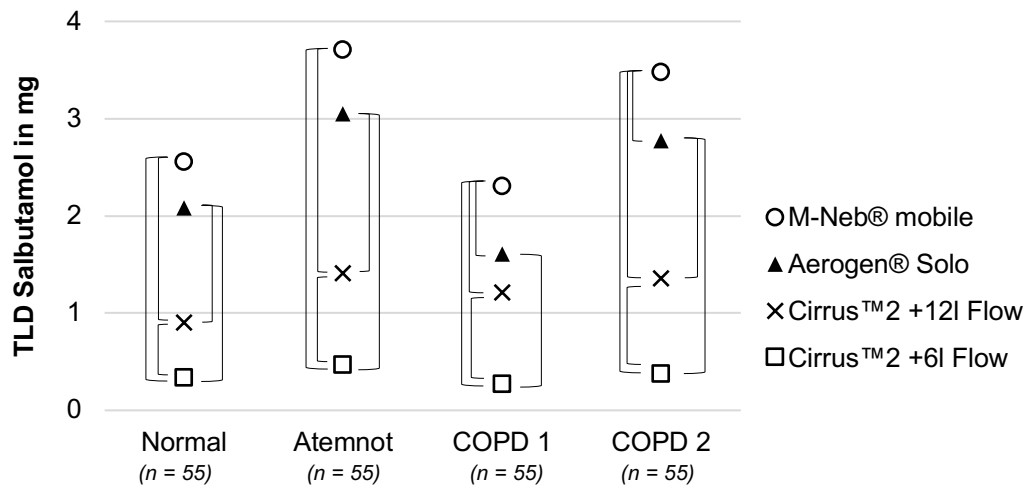 TLD Salbutamol in mg
4
3
2
1
0
Normal
(n = 55)
Atemnot
(n = 55)
COPD 1
(n = 55)
COPD 2
(n = 55)
M-Neb® mobile
Aerogen® Solo
Cirrus™2 +12l Flow
Cirrus™2 +6l Flow